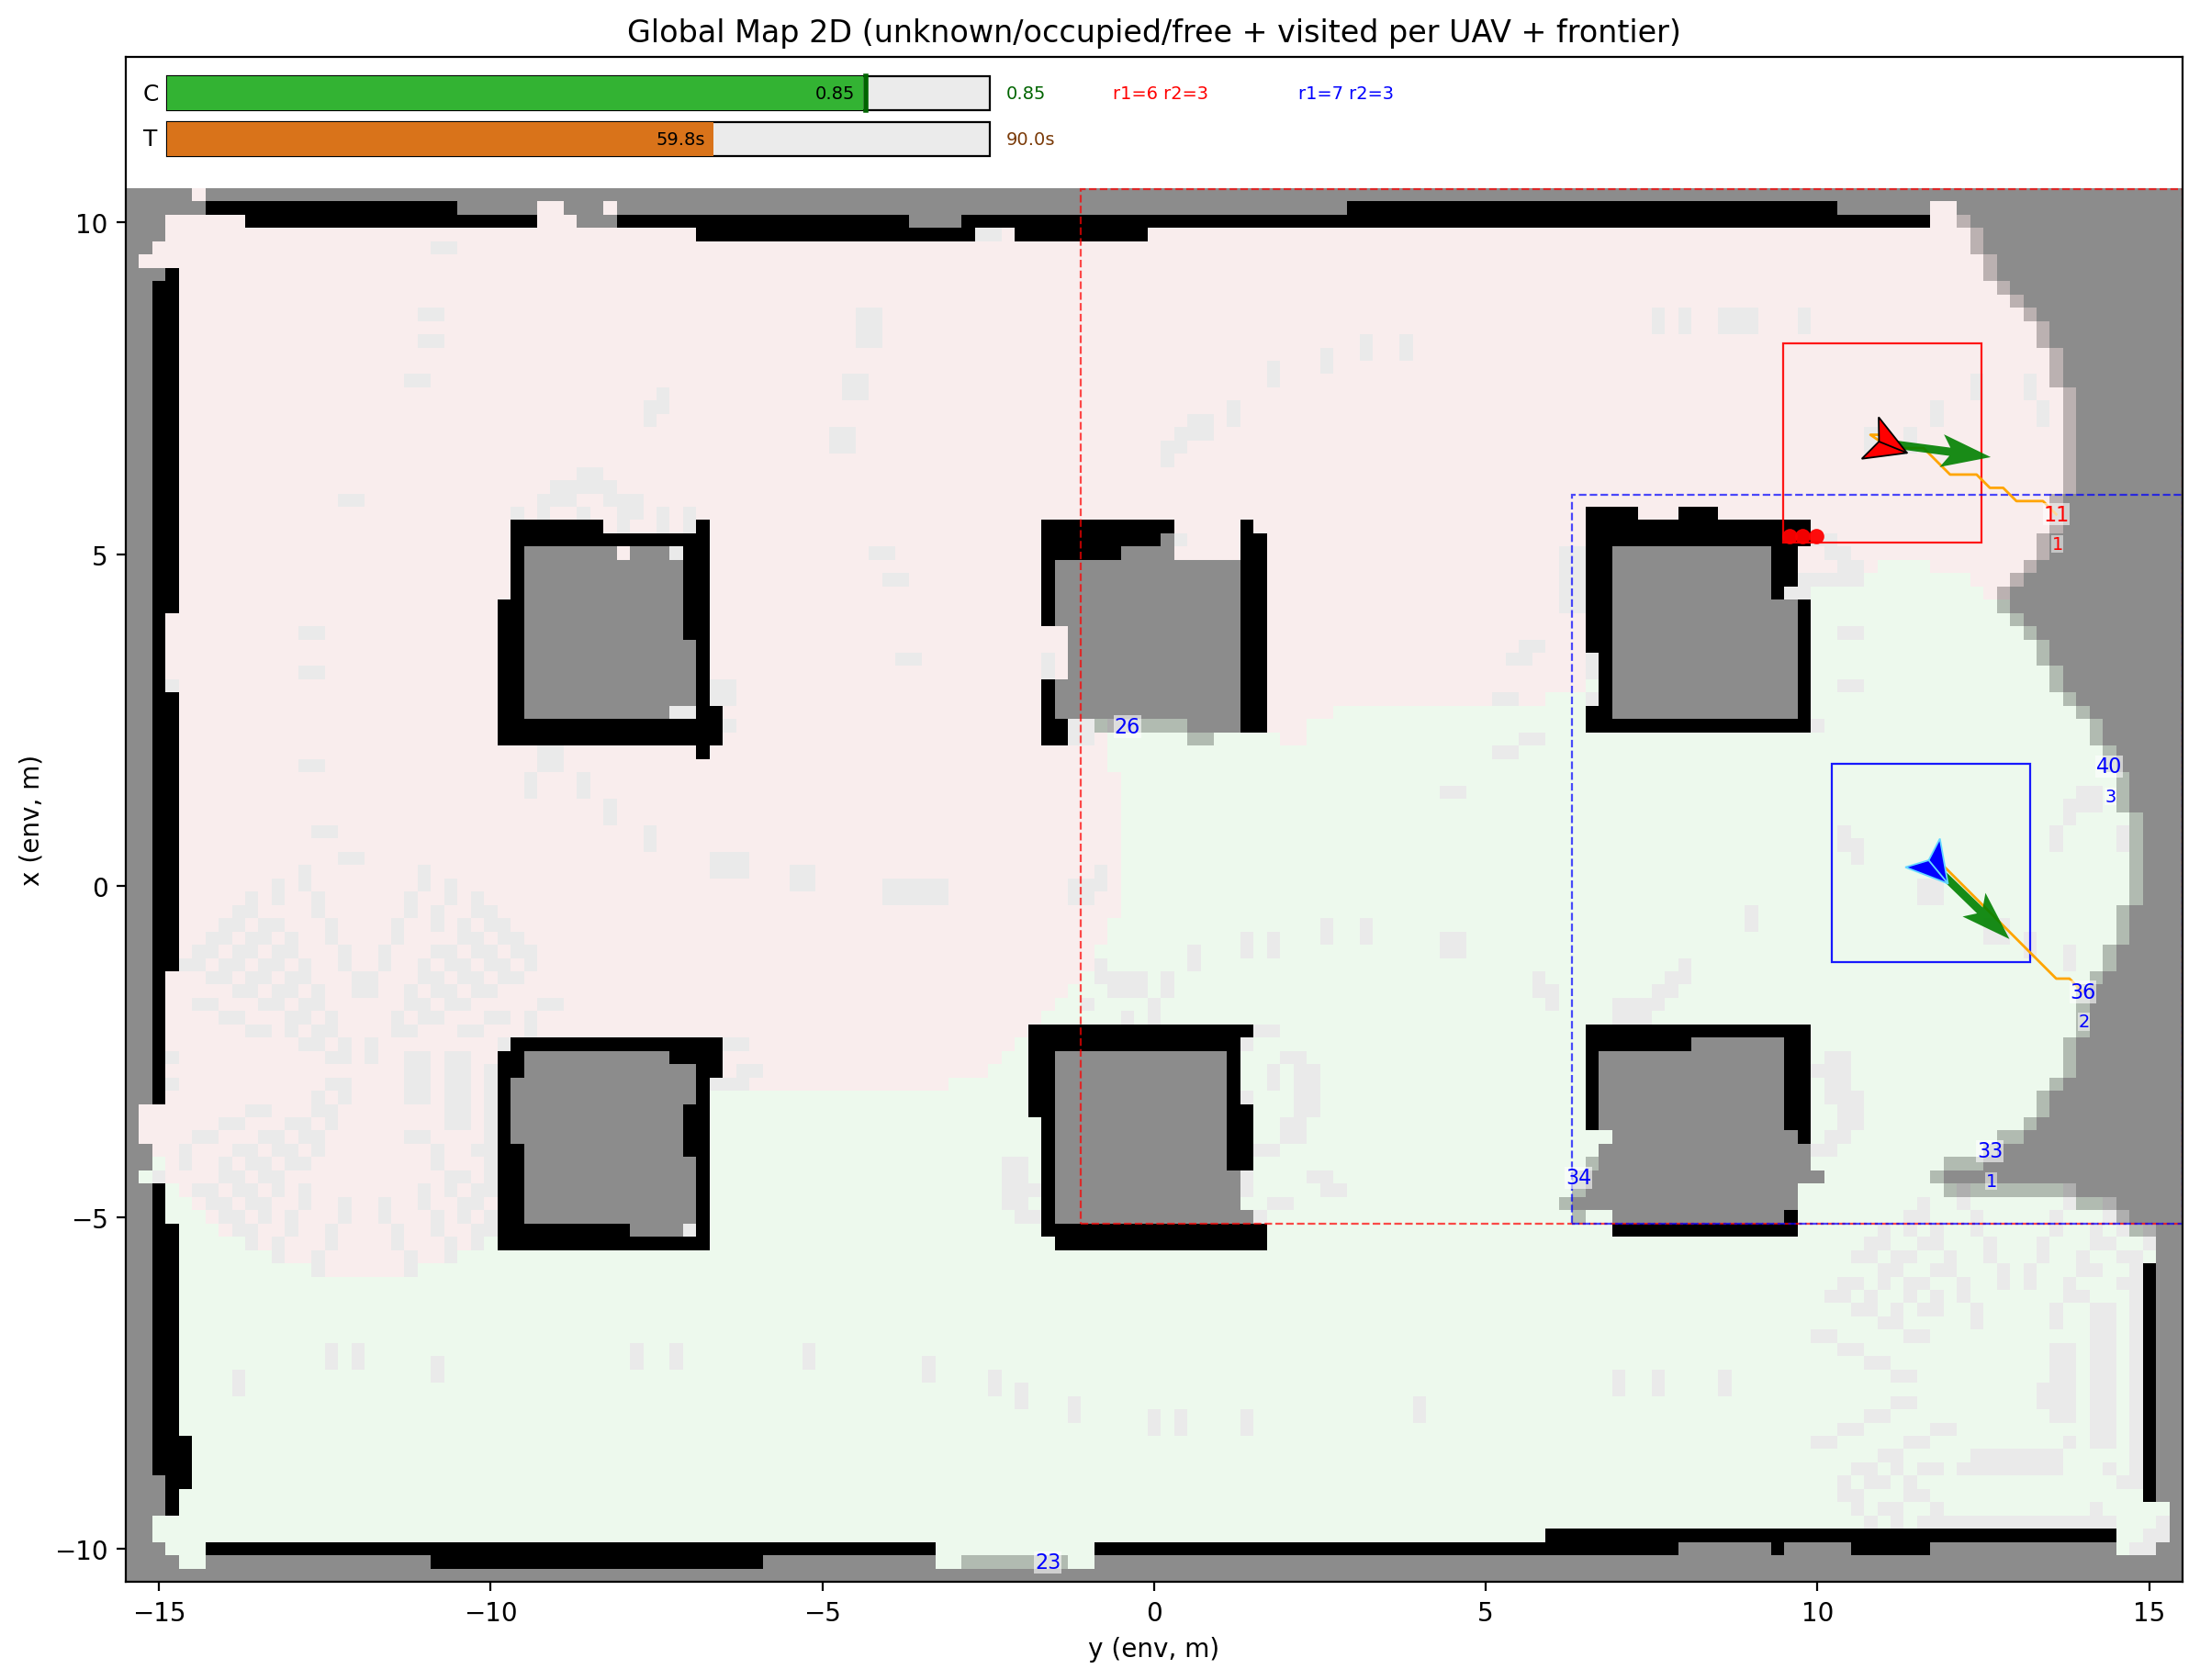 Global Map 2D (unknown/occupied/free + visited per UAV + frontier)
C 0.85 0.85 r1=6 r2=3 r1=7 r2=3
T 59.8s 90.0s
10
5
0
−5
−10
x (env, m)
11
1
26
40
3
36
2
33
1
34
23
−15 −10 −5 0 5 10 15
y (env, m)